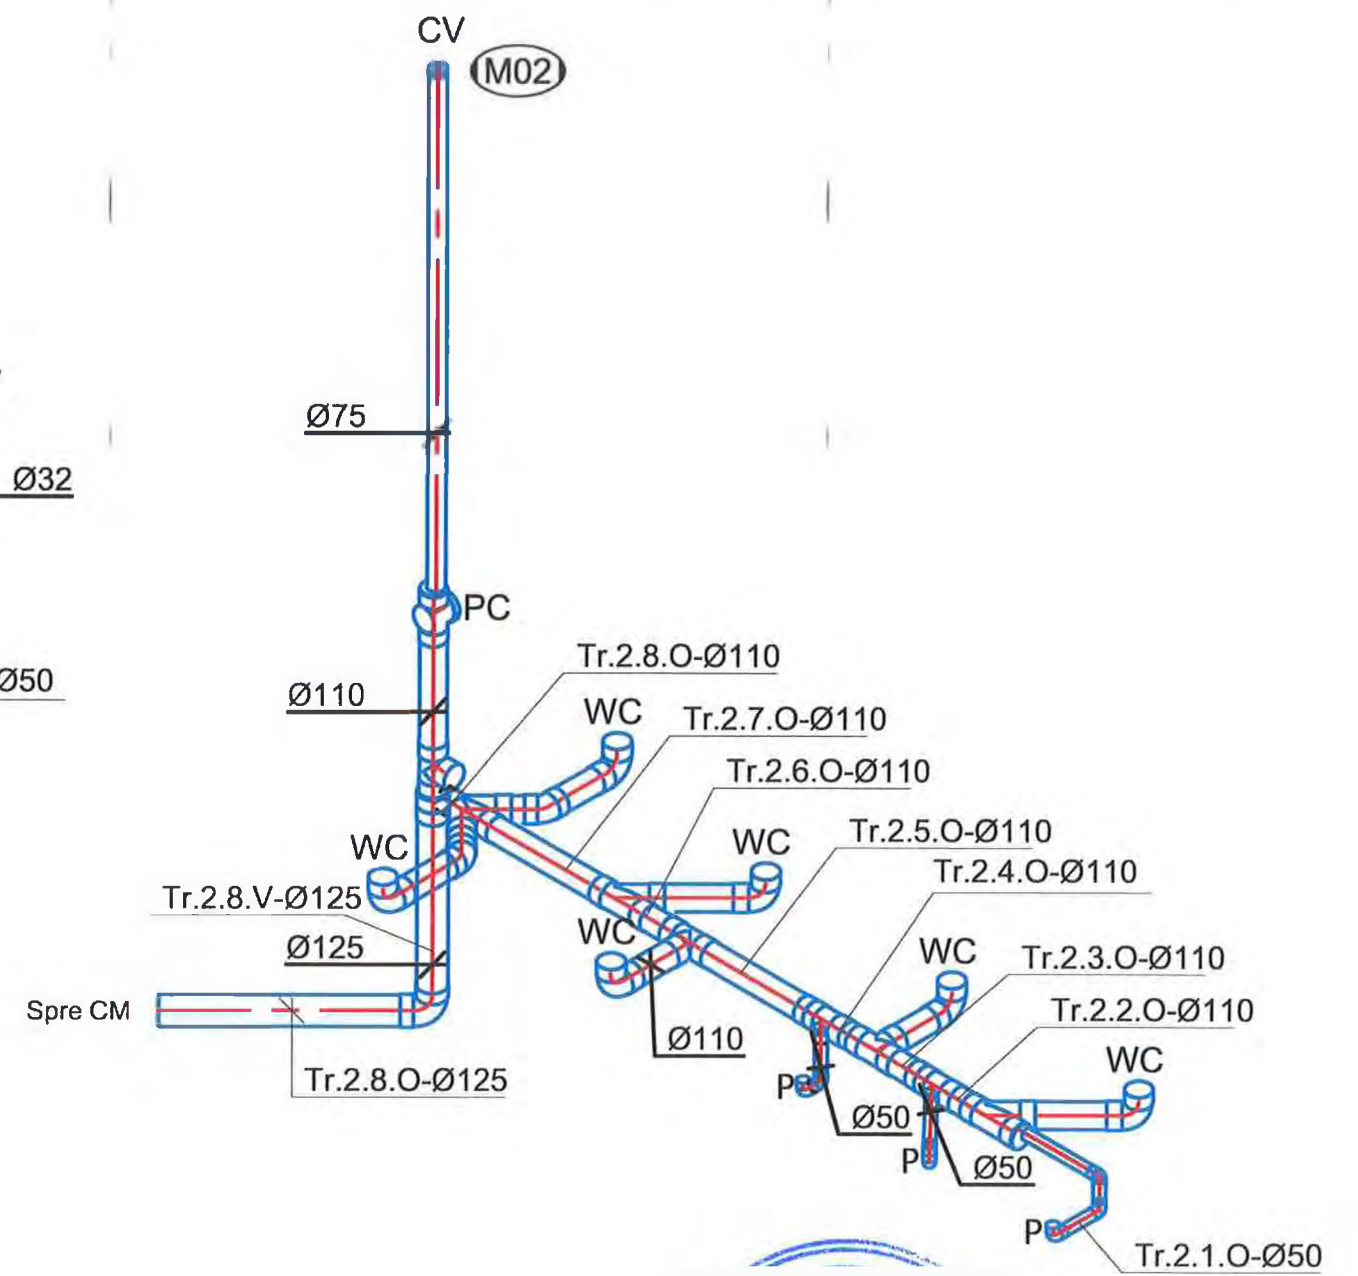 CV
M02
Ø75
Ø32
PC
Tr.2.8.O-Ø110
Ø50
Ø110
WC
Tr.2.7.O-Ø110
Tr.2.6.O-Ø110
Tr.2.5.O-Ø110
WC
WC
Tr.2.4.O-Ø110
Tr.2.8.V-Ø125
WC
Ø125
WC
Tr.2.3.O-Ø110
Spre CM
Tr.2.2.O-Ø110
Ø110
WC
Tr.2.8.O-Ø125
P
Ø50
P
Ø50
P
Tr.2.1.O-Ø50